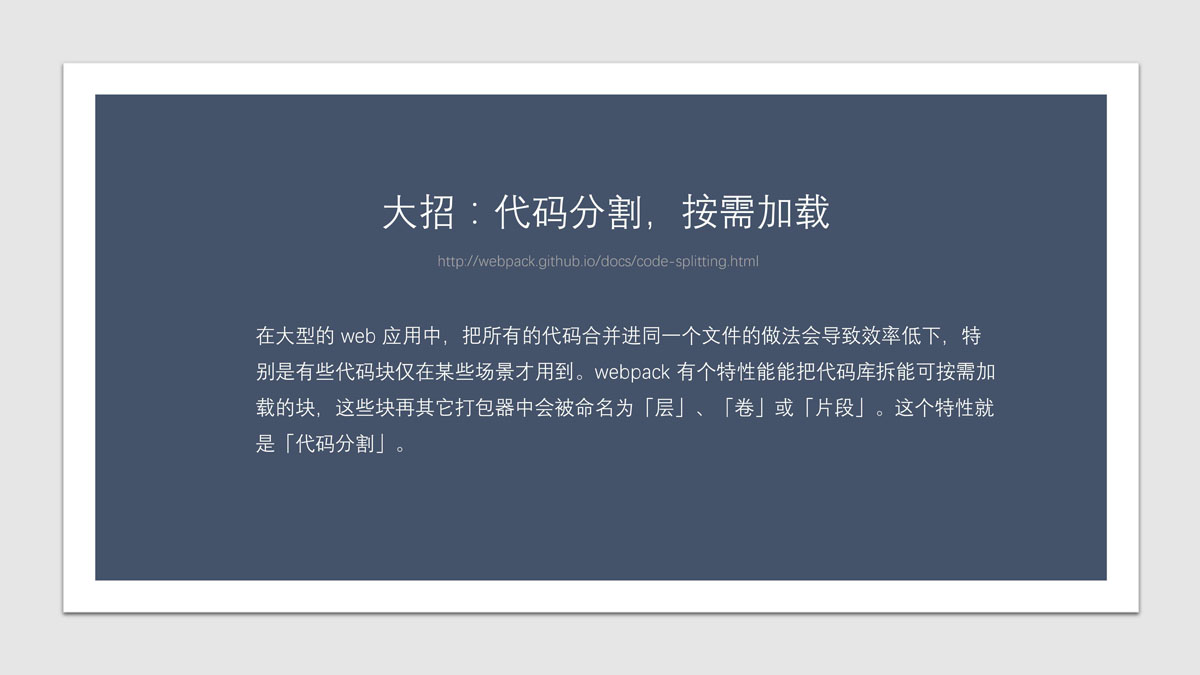 大招：代码分割，按需加载
http://webpack.github.io/docs/code-splitting.html
在大型的 web 应用中，把所有的代码合并进同一个文件的做法会导致效率低下，特
别是有些代码块仅在某些场景才用到。webpack 有个特性能能把代码库拆能可按需加
载的块，这些块再其它打包器中会被命名为「层」、「卷」或「片段」。这个特性就
是「代码分割」。